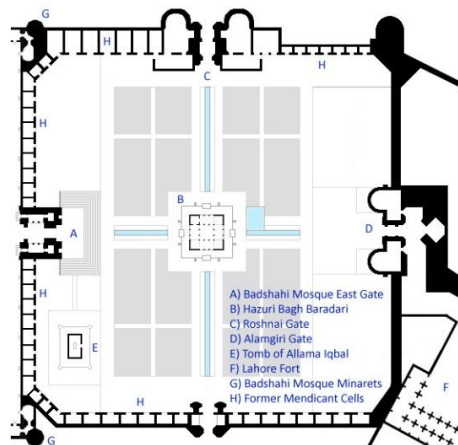 G
H
H
C
H
B
A
D
H
E
F
H
H
G
A) Badshahi Mosque East Gate
B) Hazuri Bagh Baradari
C) Roshnai Gate
D) Alamgiri Gate
E) Tomb of Allama Iqbal
F) Lahore Fort
G) Badshahi Mosque Minarets
H) Former Mendicant Cells